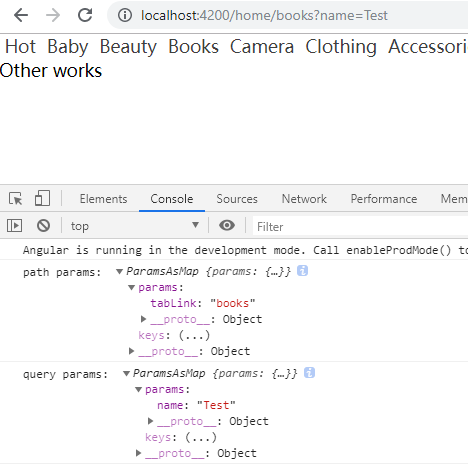 localhost:4200/home/books?name=Test
Hot Baby Beauty Books Camera Clothing Accessori
Other works
Elements Console Sources Network Performance Mem
top Filter
Angular is running in the development mode. Call enableProdMode() to
path params: ParamsAsMap {params: {…}} i
params:
tabLink: "books"
__proto__: Object
keys: (...)
__proto__: Object
query params: ParamsAsMap {params: {…}} i
params:
name: "Test"
__proto__: Object
keys: (...)
__proto__: Object